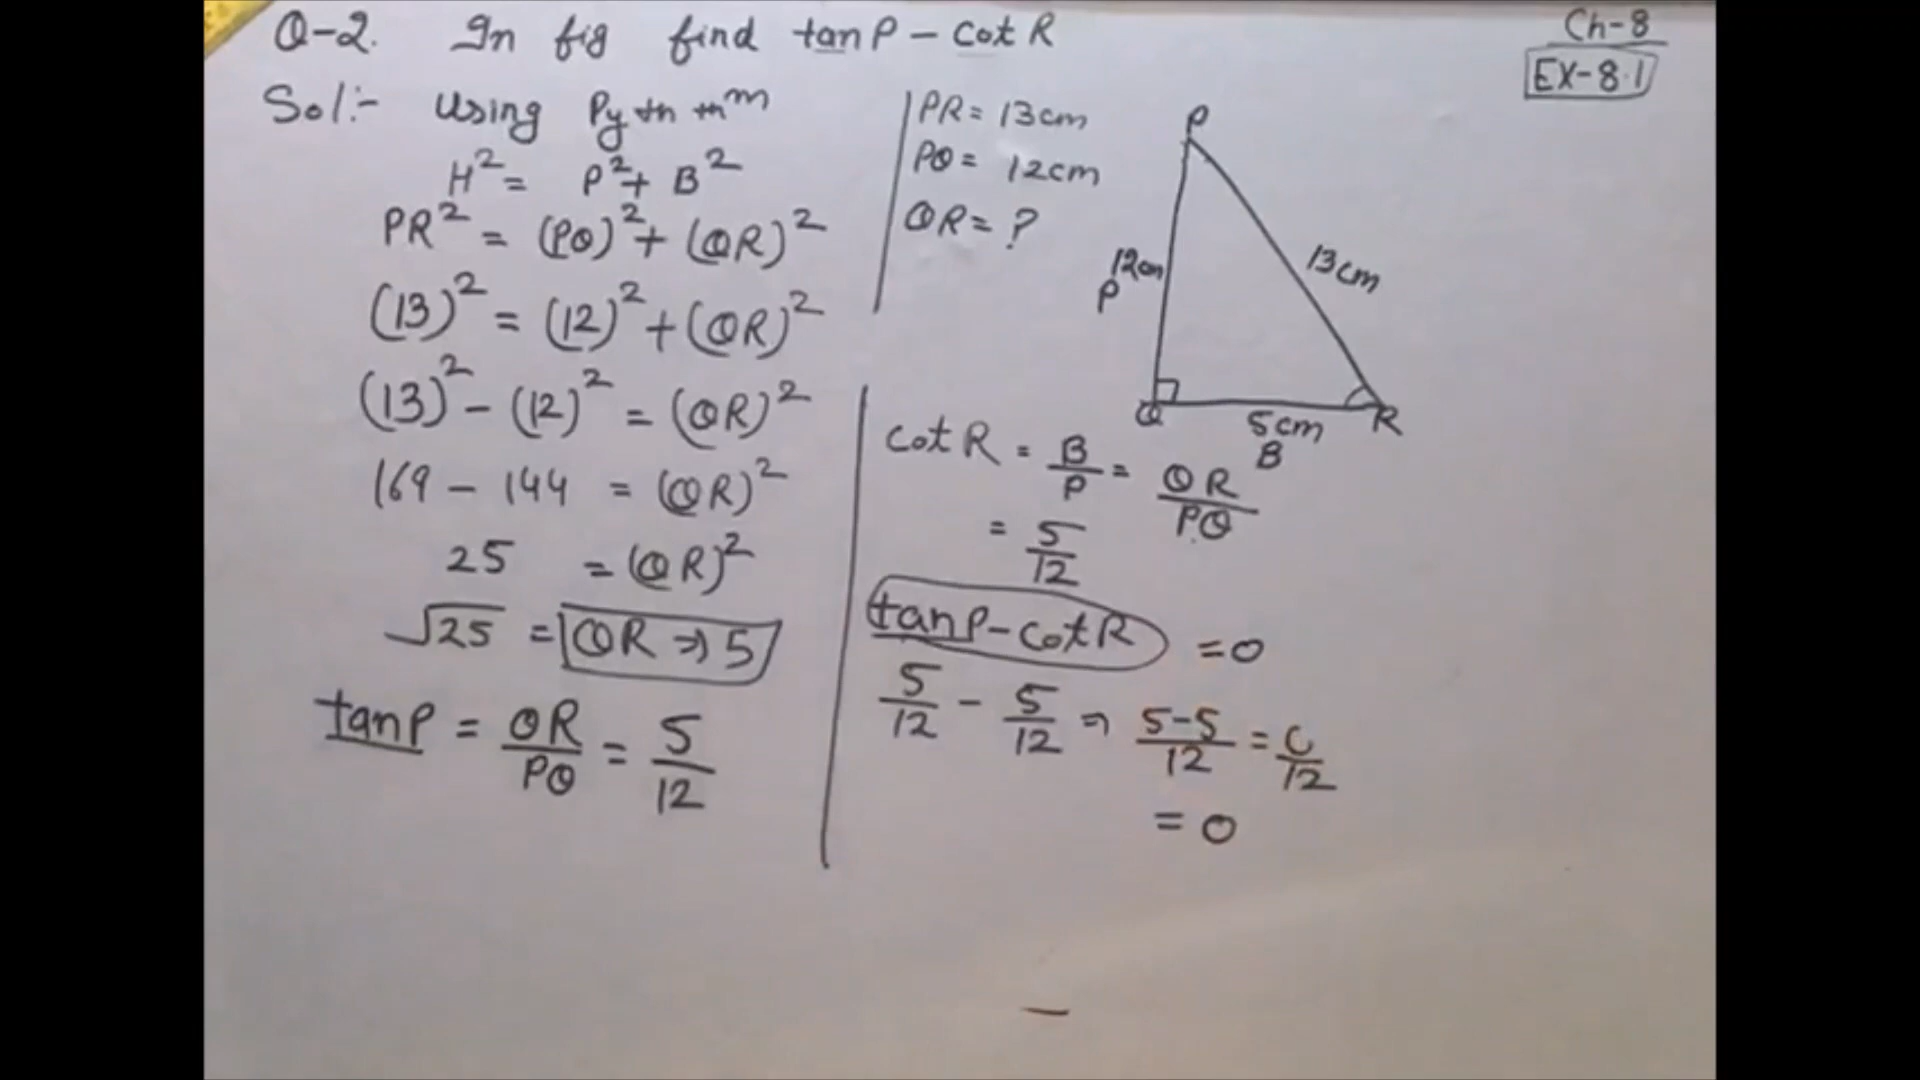 Q-2. In fig find tan P - cot R
Ch-8
EX-8.1
Sol:- Using Pyth thm
H² = P² + B²
PR² = (PQ)² + (QR)²
(13)² = (12)² + (QR)²
(13)² - (12)² = (QR)²
169 - 144 = (QR)²
25 = (QR)²
√25 = QR ⇒ 5
tan P = QR/PQ = 5/12
PR = 13cm
PQ = 12cm
QR = ?
P
12cm
P
13cm
Q
5cm
R
B
cot R = B/P = QR/PQ
= 5/12
tan P - cot R = 0
5/12 - 5/12 ⇒ 5-5/12 = 0/12
= 0